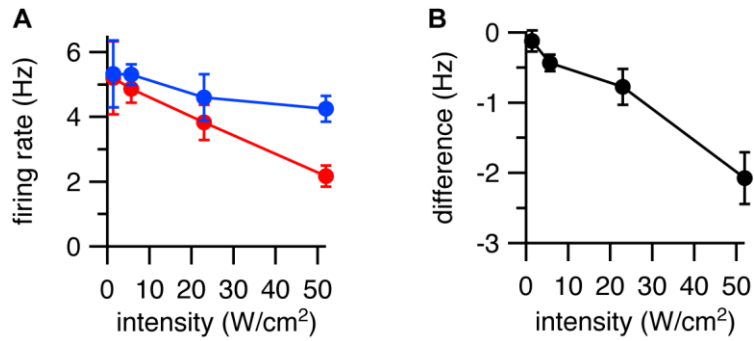 A
firing rate (Hz)
6
4
2
0
0 10 20 30 40 50
intensity (W/cm²)
B
difference (Hz)
0
-1
-2
-3
0 10 20 30 40 50
intensity (W/cm²)